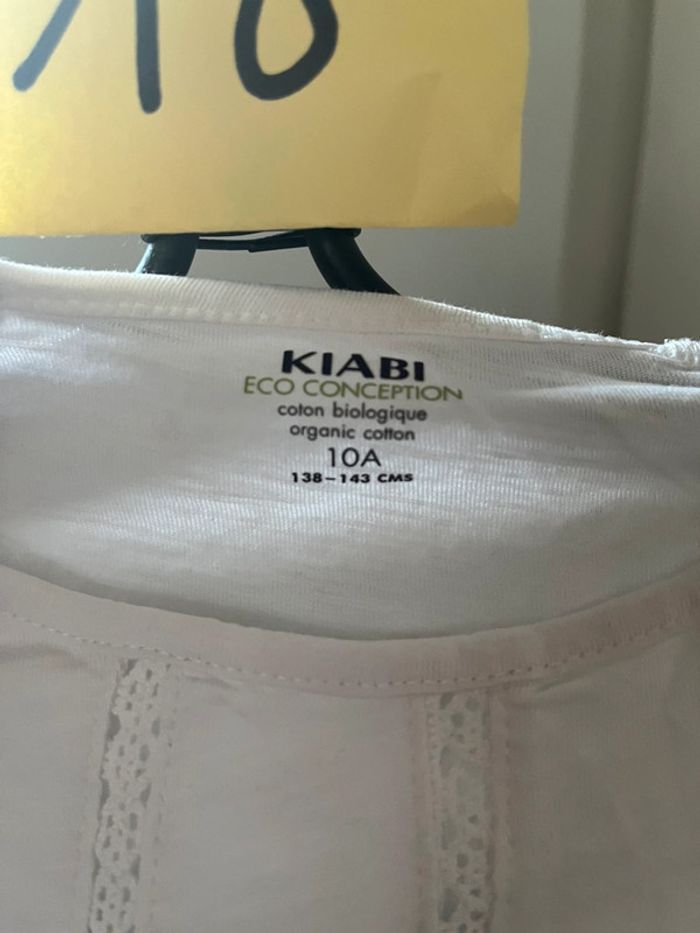 KIABI
ECO CONCEPTION
coton biologique
organic cotton
10A
138-143 CMS